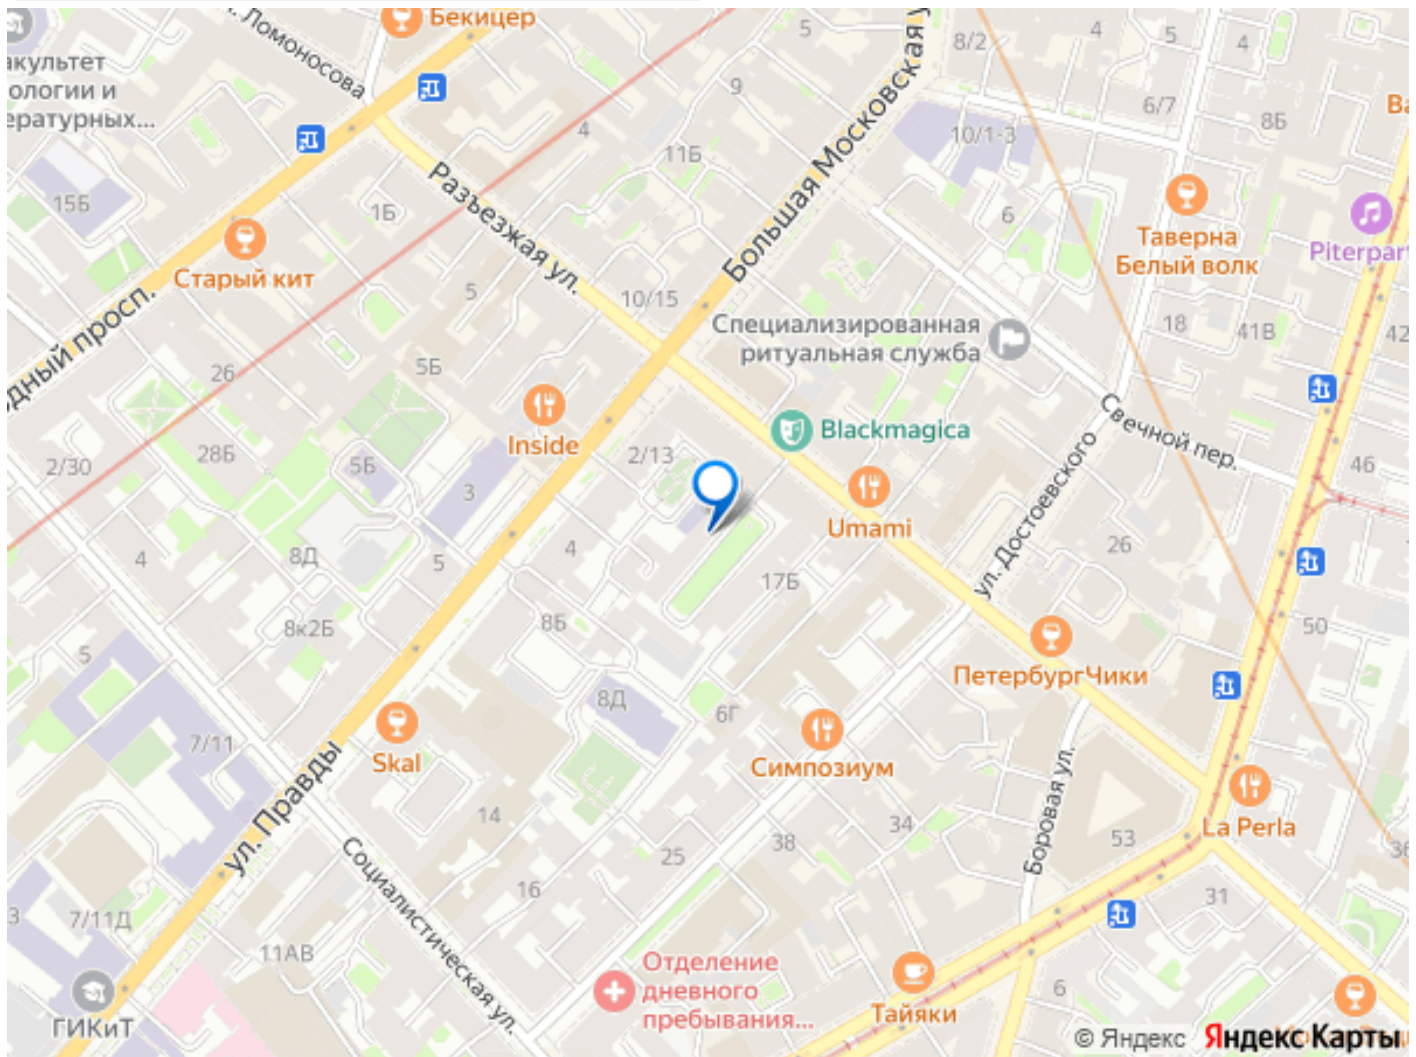 Бекицер
. Ломоносова
акультет
ологии и
ературных...
15Б
1Б
4
11Б
9
5
Большая Московская у
8/2
4
5
4
6/7
8Б
10/1-3
6
Ba
Таверна
Белый волк
Piterpart
Старый кит
Разъезжая ул.
5
10/15
Специализированная
ритуальная служба
18
41В
42
дный просп.
26
5Б
Inside
Blackmagica
Свечной пер.
46
2/30
28Б
5Б
3
2/13
Umami
ул. Достоевского
26
4
8Д
5
4
17Б
50
8к2Б
8Б
5
ПетербургЧики
8Д
6Г
7/11
Skal
Симпозиум
Боровая ул.
La Perla
ул. Правды
14
34
38
53
36
Социалистическая ул.
25
16
31
3
7/11Д
11АВ
Отделение
дневного
пребывания...
Тайяки
6
ГИКиТ
© Яндекс Яндекс Карты